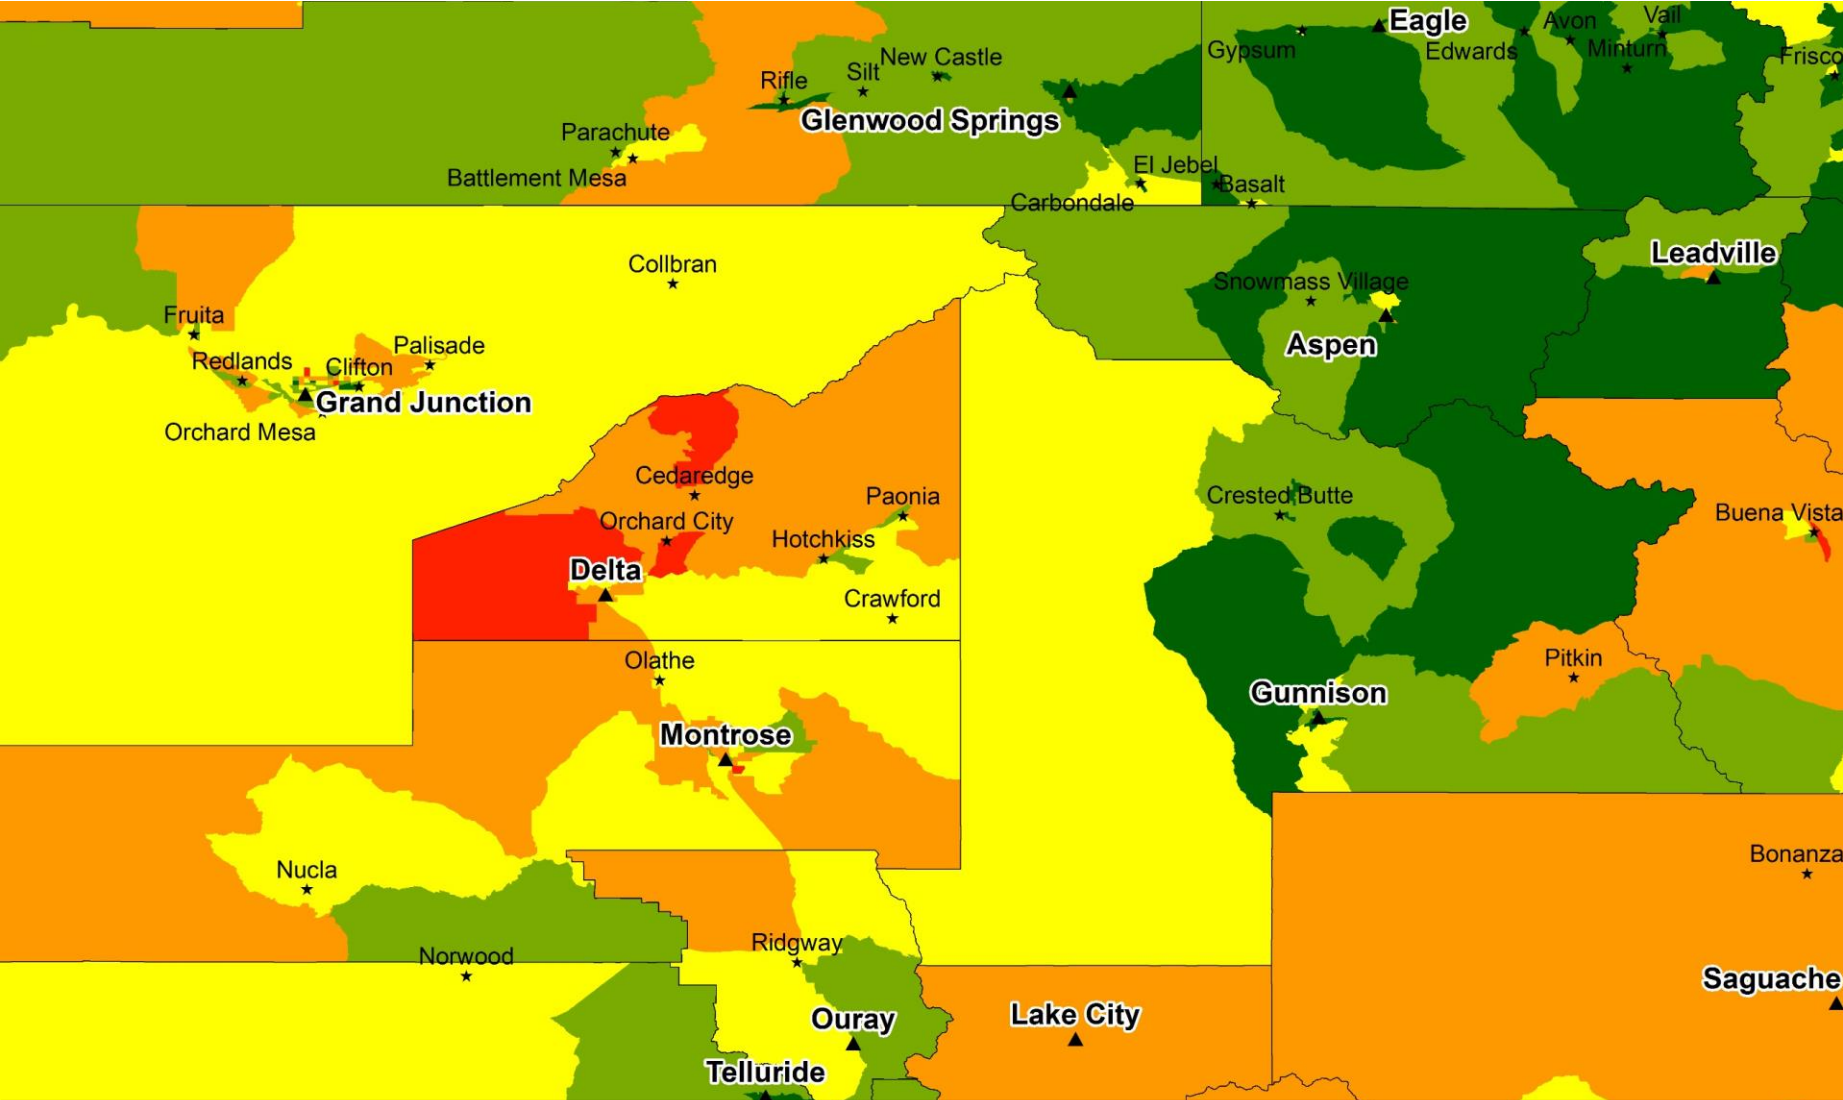 Eagle
Avon
Vail
Gypsum
Edwards
Minturn
Frisco
New Castle
Silt
Rifle
Glenwood Springs
Parachute
Battlement Mesa
El Jebel
Basalt
Carbondale
Leadville
Collbran
Snowmass Village
Fruita
Palisade
Aspen
Redlands
Clifton
Grand Junction
Orchard Mesa
Cedaredge
Paonia
Crested Butte
Buena Vista
Orchard City
Hotchkiss
Delta
Crawford
Olathe
Pitkin
Gunnison
Montrose
Bonanza
Nucla
Ridgway
Norwood
Saguache
Ouray
Lake City
Telluride